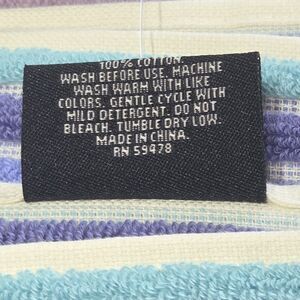 100% COTTON.
WASH BEFORE USE. MACHINE
WASH WARM WITH LIKE
COLORS. GENTLE CYCLE WITH
MILD DETERGENT. DO NOT
BLEACH. TUMBLE DRY LOW.
MADE IN CHINA.
RN 59478